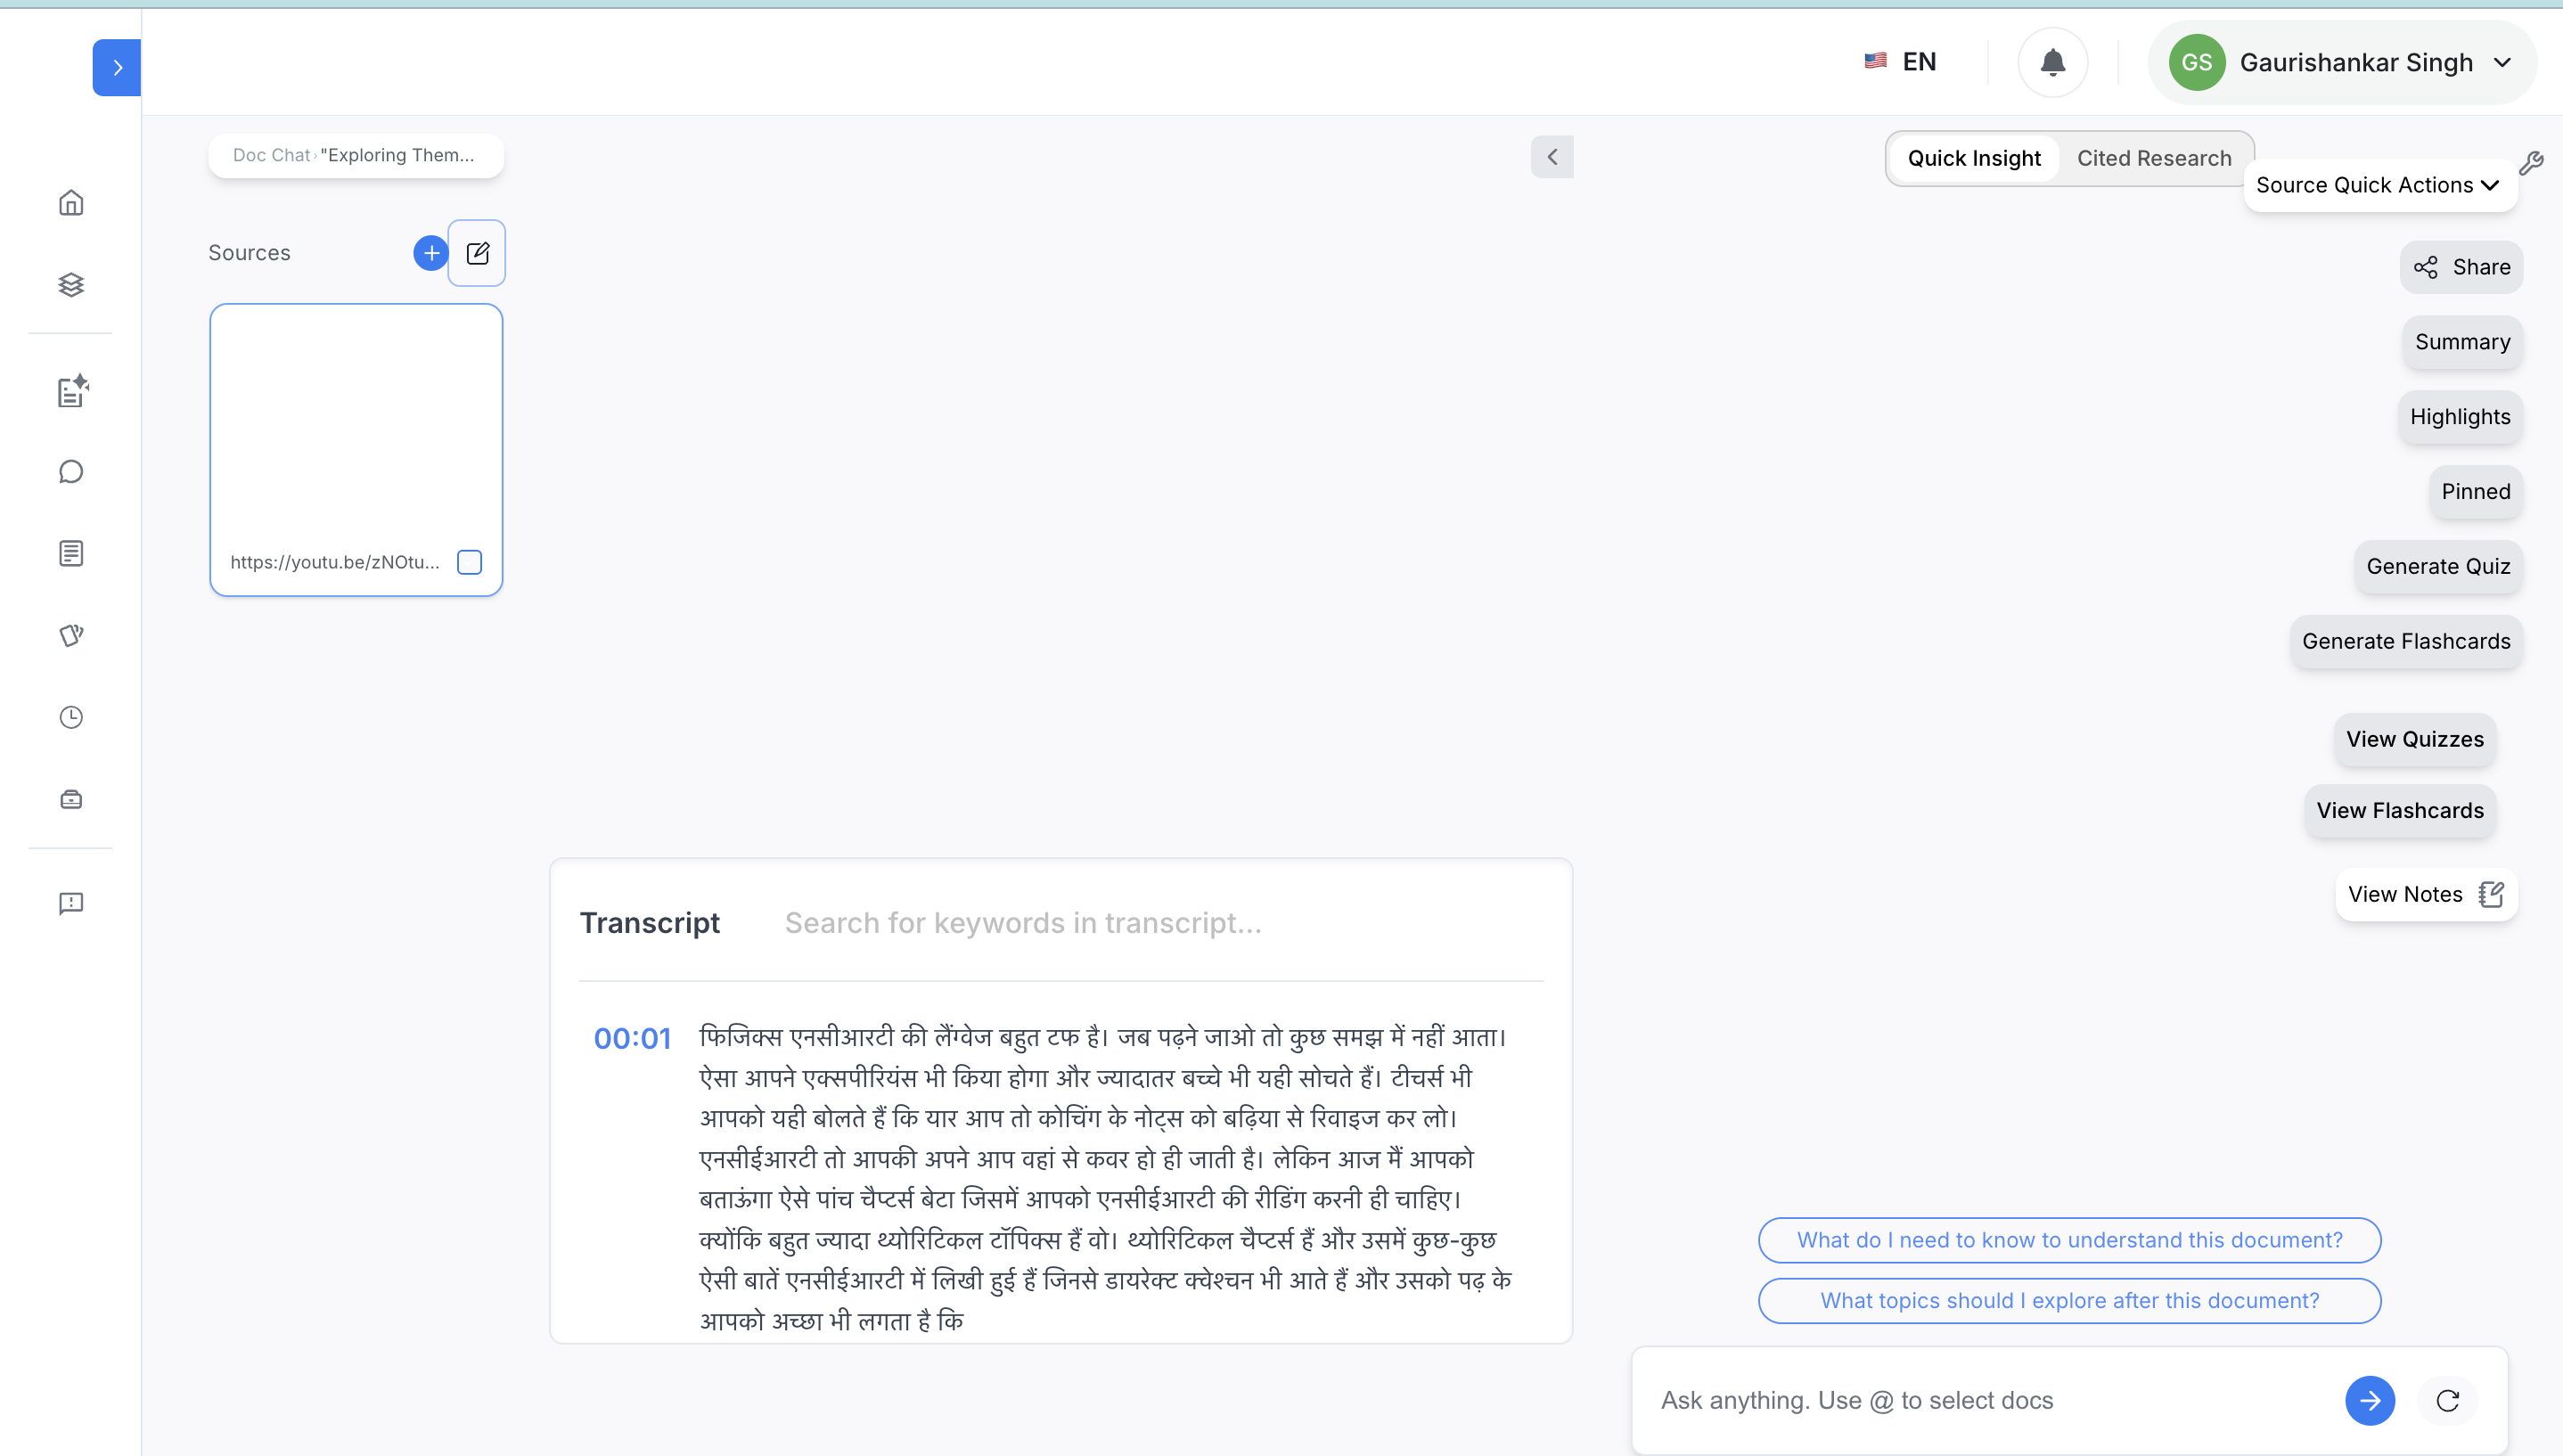 EN
GS
Gaurishankar Singh
Doc Chat › "Exploring Them...
Quick Insight
Cited Research
Source Quick Actions
Sources
Share
Summary
Highlights
Pinned
https://youtu.be/zNOtu...
Generate Quiz
Generate Flashcards
View Quizzes
View Flashcards
View Notes
Transcript
Search for keywords in transcript...
00:01
फिजिक्स एनसीआरटी की लैंग्वेज बहुत टफ है। जब पढ़ने जाओ तो कुछ समझ में नहीं आता।
ऐसा आपने एक्सपीरियंस भी किया होगा और ज्यादातर बच्चे भी यही सोचते हैं। टीचर्स भी
आपको यही बोलते हैं कि यार आप तो कोचिंग के नोट्स को बढ़िया से रिवाइज कर लो।
एनसीईआरटी तो आपकी अपने आप वहां से कवर हो ही जाती है। लेकिन आज मैं आपको
बताऊंगा ऐसे पांच चैप्टर्स बेटा जिसमें आपको एनसीईआरटी की रीडिंग करनी ही चाहिए।
क्योंकि बहुत ज्यादा थ्योरिटिकल टॉपिक्स हैं वो। थ्योरिटिकल चैप्टर्स हैं और उसमें कुछ-कुछ
ऐसी बातें एनसीईआरटी में लिखी हुई हैं जिनसे डायरेक्ट क्वेश्चन भी आते हैं और उसको पढ़ के
आपको अच्छा भी लगता है कि
What do I need to know to understand this document?
What topics should I explore after this document?
Ask anything. Use @ to select docs